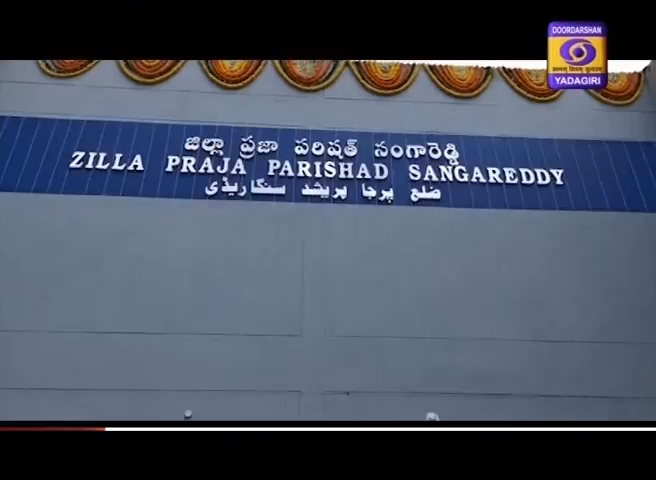 DOORDARSHAN
YADAGIRI
జిల్లా ప్రజా పరిషత్ సంగారెడ్డి
ZILLA PRAJA PARISHAD SANGAREDDY
ضلع پرجا پریشد سنگاریڈی